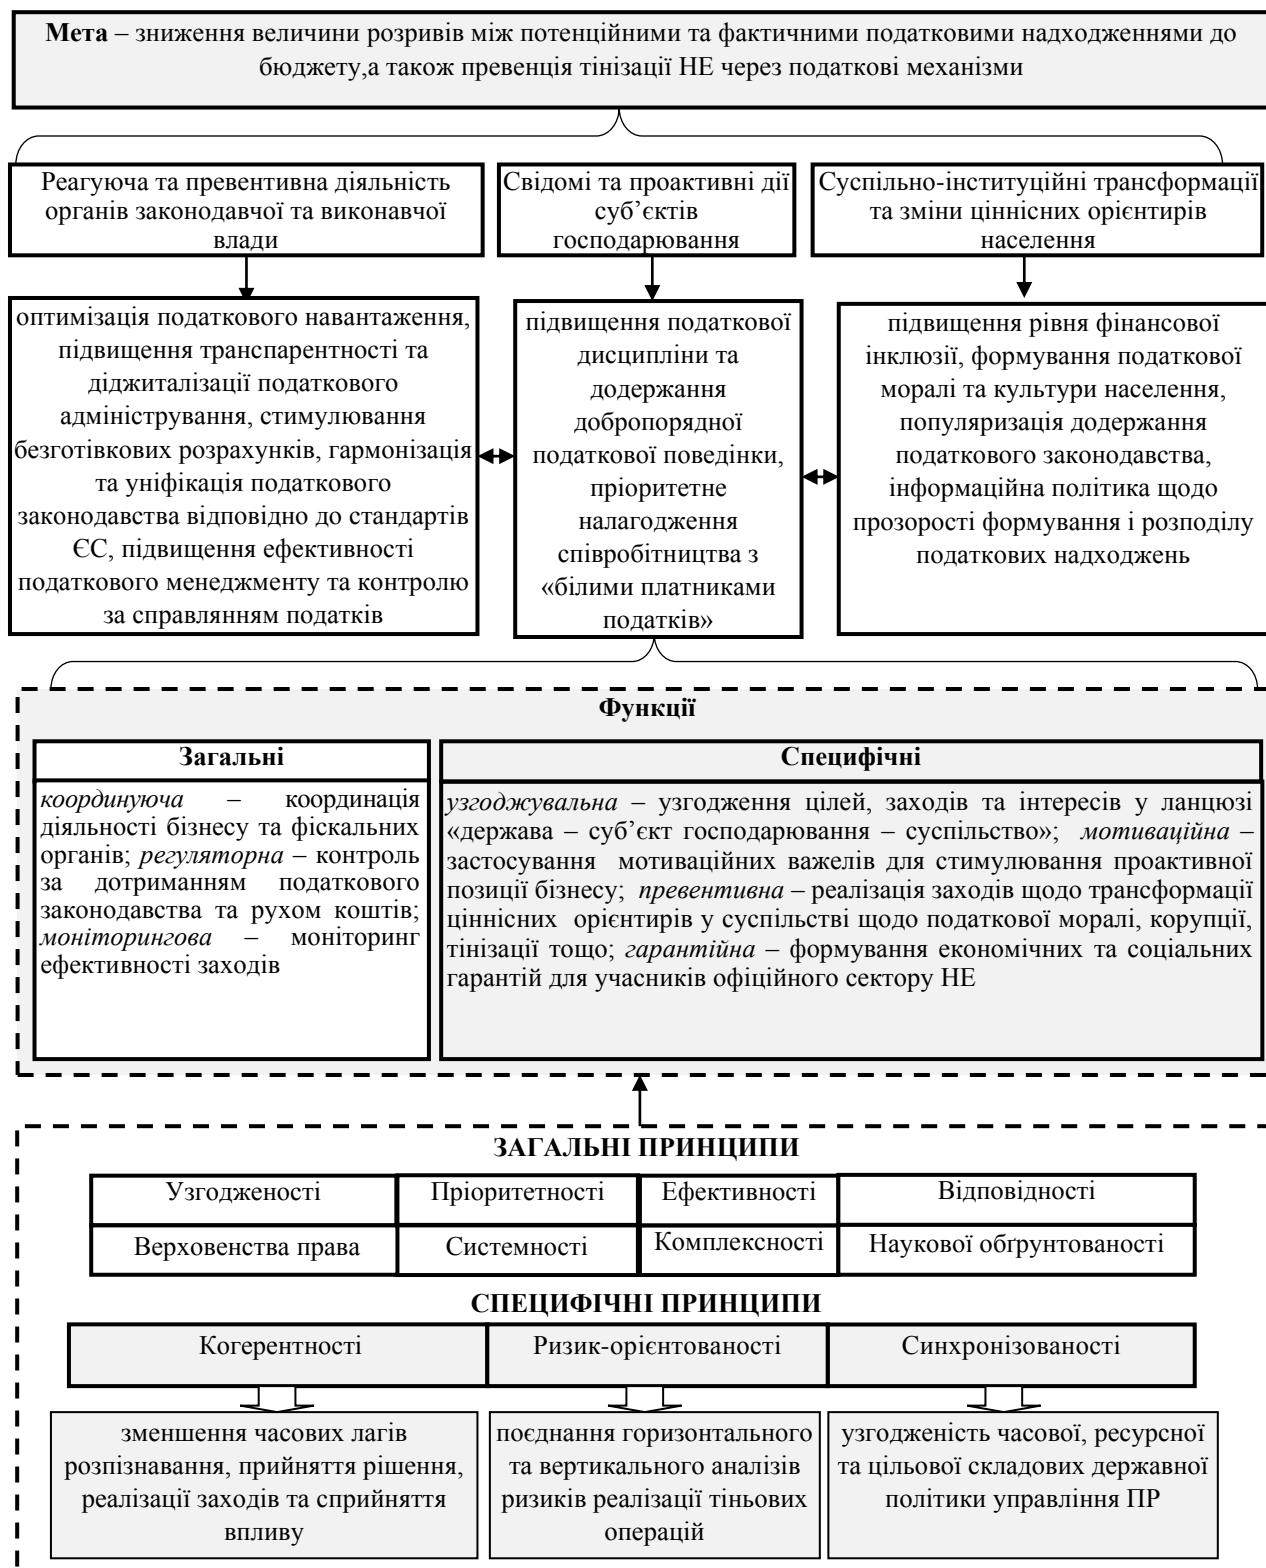 Мета – зниження величини розривів між потенційними та фактичними податковими надходженнями до
бюджету,а також превенція тінізації НЕ через податкові механізми
Реагуюча та превентивна діяльність
органів законодавчої та виконавчої
влади
Свідомі та проактивні дії
суб’єктів
господарювання
Суспільно-інституційні трансформації
та зміни ціннісних орієнтирів
населення
оптимізація податкового навантаження,
підвищення транспарентності та
діджиталізації податкового
адміністрування, стимулювання
безготівкових розрахунків, гармонізація
та уніфікація податкового
законодавства відповідно до стандартів
ЄС, підвищення ефективності
податкового менеджменту та контролю
за справлянням податків
підвищення податкової
дисципліни та
додержання
добропорядної
податкової поведінки,
пріоритетне
налагодження
співробітництва з
«білими платниками
податків»
підвищення рівня фінансової
інклюзії, формування податкової
моралі та культури населення,
популяризація додержання
податкового законодавства,
інформаційна політика щодо
прозорості формування і розподілу
податкових надходжень
Функції
Загальні
координуюча – координація
діяльності бізнесу та фіскальних
органів; регуляторна – контроль
за дотриманням податкового
законодавства та рухом коштів;
моніторингова – моніторинг
ефективності заходів
Специфічні
узгоджувальна – узгодження цілей, заходів та інтересів у ланцюзі
«держава – суб’єкт господарювання – суспільство»; мотиваційна –
застосування мотиваційних важелів для стимулювання проактивної
позиції бізнесу; превентивна – реалізація заходів щодо трансформації
ціннісних орієнтирів у суспільстві щодо податкової моралі, корупції,
тінізації тощо; гарантійна – формування економічних та соціальних
гарантій для учасників офіційного сектору НЕ
ЗАГАЛЬНІ ПРИНЦИПИ
Узгодженості Пріоритетності Ефективності Відповідності
Верховенства права Системності Комплексності Наукової обґрунтованості
СПЕЦИФІЧНІ ПРИНЦИПИ
Когерентності Ризик-орієнтованості Синхронізованості
зменшення часових лагів
розпізнавання, прийняття рішення,
реалізації заходів та сприйняття
впливу
поєднання горизонтального
та вертикального аналізів
ризиків реалізації тіньових
операцій
узгодженість часової, ресурсної
та цільової складових державної
політики управління ПР